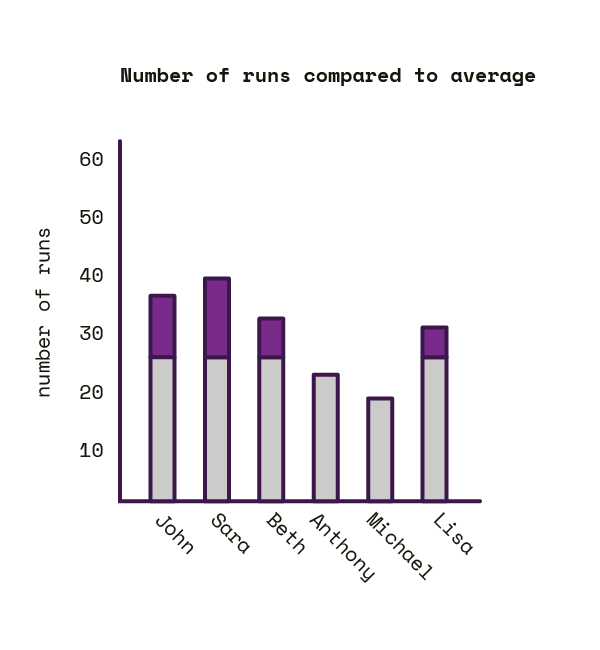 Number of runs compared to average
number of runs
60
50
40
30
20
10
John
Sara
Beth
Anthony
Michael
Lisa